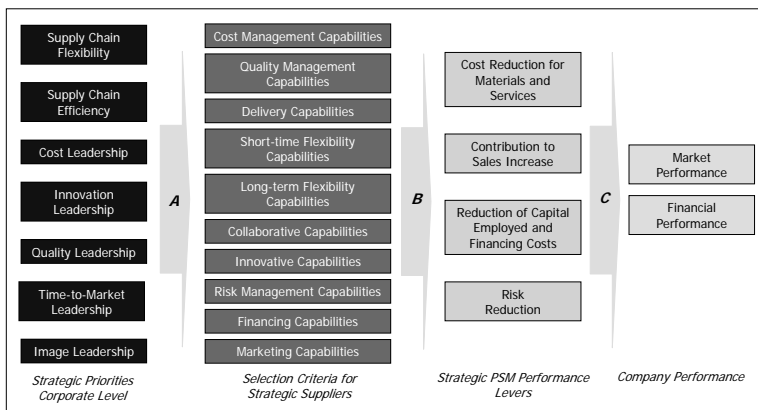 Supply Chain
Flexibility
Supply Chain
Efficiency
Cost Leadership
Innovation
Leadership
Quality Leadership
Time-to-Market
Leadership
Image Leadership
Strategic Priorities
Corporate Level
A
Cost Management Capabilities
Quality Management
Capabilities
Delivery Capabilities
Short-time Flexibility
Capabilities
Long-term Flexibility
Capabilities
Collaborative Capabilities
Innovative Capabilities
Risk Management Capabilities
Financing Capabilities
Marketing Capabilities
Selection Criteria for
Strategic Suppliers
B
Cost Reduction for
Materials and
Services
Contribution to
Sales Increase
Reduction of Capital
Employed and
Financing Costs
Risk
Reduction
Strategic PSM Performance
Levers
C
Market
Performance
Financial
Performance
Company Performance